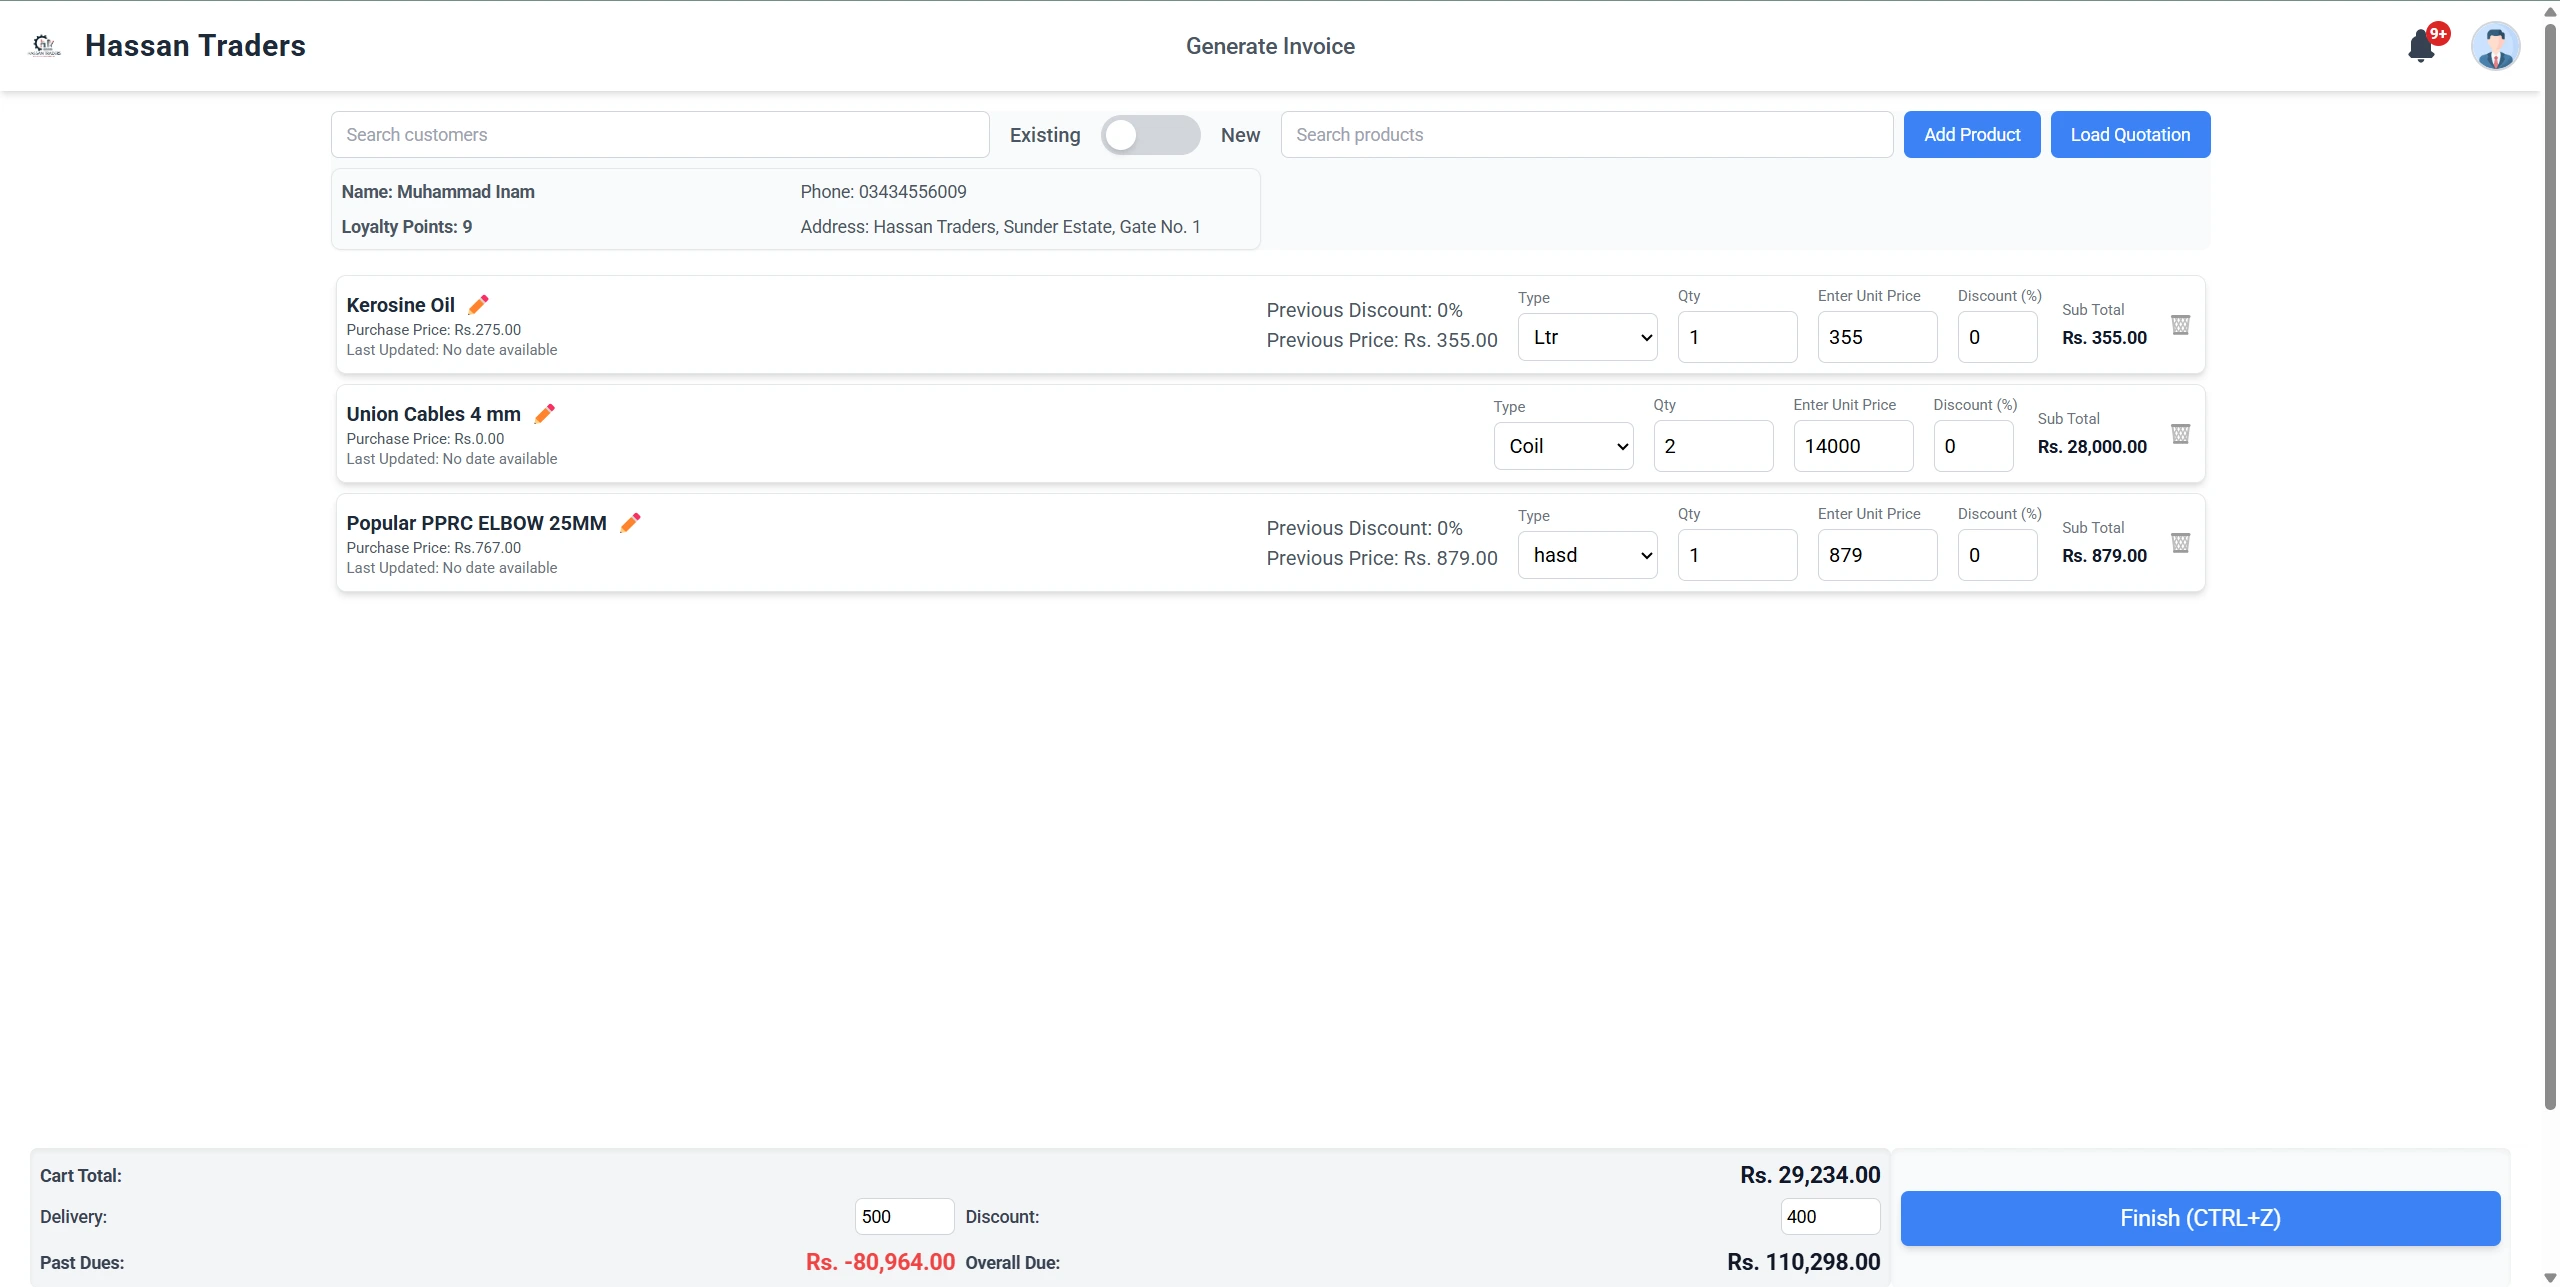 Hassan Traders
Generate Invoice
9+
Search customers
Existing
New
Search products
Add Product
Load Quotation
Name: Muhammad Inam
Phone: 03434556009
Loyalty Points: 9
Address: Hassan Traders, Sunder Estate, Gate No. 1
Kerosine Oil
Purchase Price: Rs.275.00
Last Updated: No date available
Previous Discount: 0%
Previous Price: Rs. 355.00
Type
Ltr
Qty
1
Enter Unit Price
355
Discount (%)
0
Sub Total
Rs. 355.00
Union Cables 4 mm
Purchase Price: Rs.0.00
Last Updated: No date available
Type
Coil
Qty
2
Enter Unit Price
14000
Discount (%)
0
Sub Total
Rs. 28,000.00
Popular PPRC ELBOW 25MM
Purchase Price: Rs.767.00
Last Updated: No date available
Previous Discount: 0%
Previous Price: Rs. 879.00
Type
hasd
Qty
1
Enter Unit Price
879
Discount (%)
0
Sub Total
Rs. 879.00
Cart Total:
Rs. 29,234.00
Delivery:
500
Discount:
400
Past Dues:
Rs. -80,964.00
Overall Due:
Rs. 110,298.00
Finish (CTRL+Z)